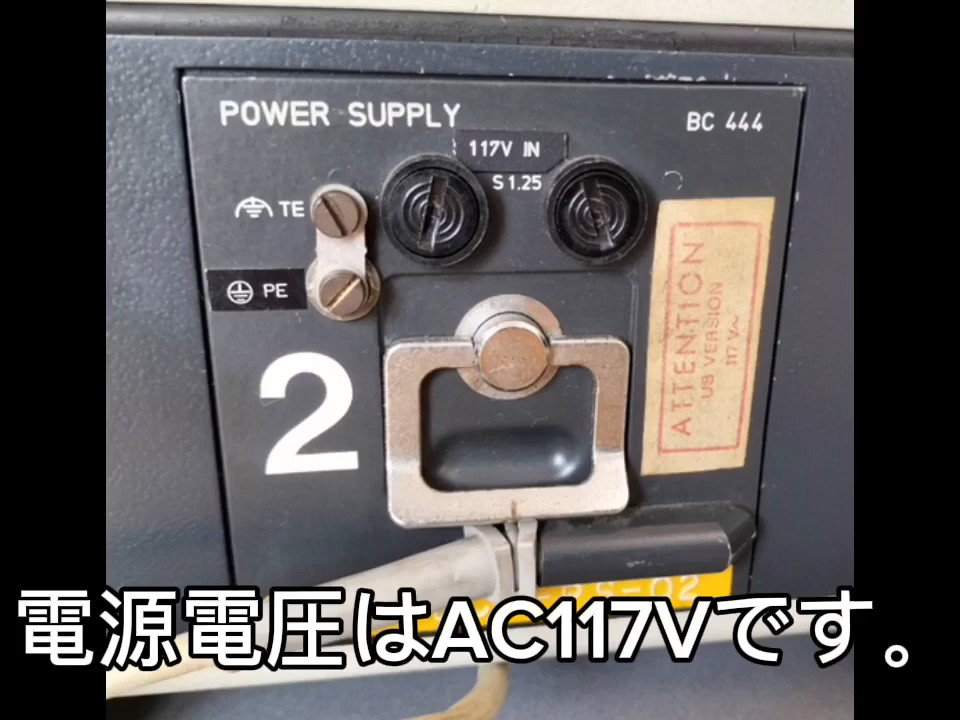 POWER SUPPLY
BC 444
117V IN
S 1.25
TE
PE
2
ATTENTION
US VERSION
117V~
電源電圧はAC117Vです。